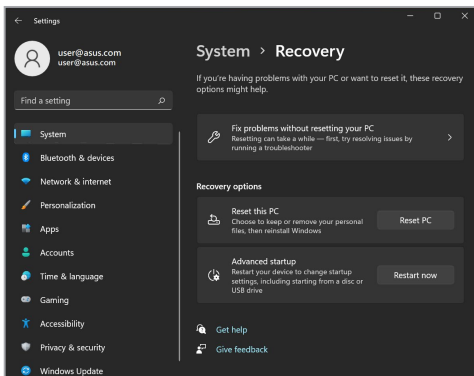 Settings
user@asus.com
user@asus.com
Find a setting
System
Bluetooth & devices
Network & internet
Personalization
Apps
Accounts
Time & language
Gaming
Accessibility
Privacy & security
Windows Update
System > Recovery
If you're having problems with your PC or want to reset it, these recovery
options might help.
Fix problems without resetting your PC
Resetting can take a while — first, try resolving issues by
running a troubleshooter
Recovery options
Reset this PC
Choose to keep or remove your personal
files, then reinstall Windows
Reset PC
Advanced startup
Restart your device to change startup
settings, including starting from a disc or
USB drive
Restart now
Get help
Give feedback